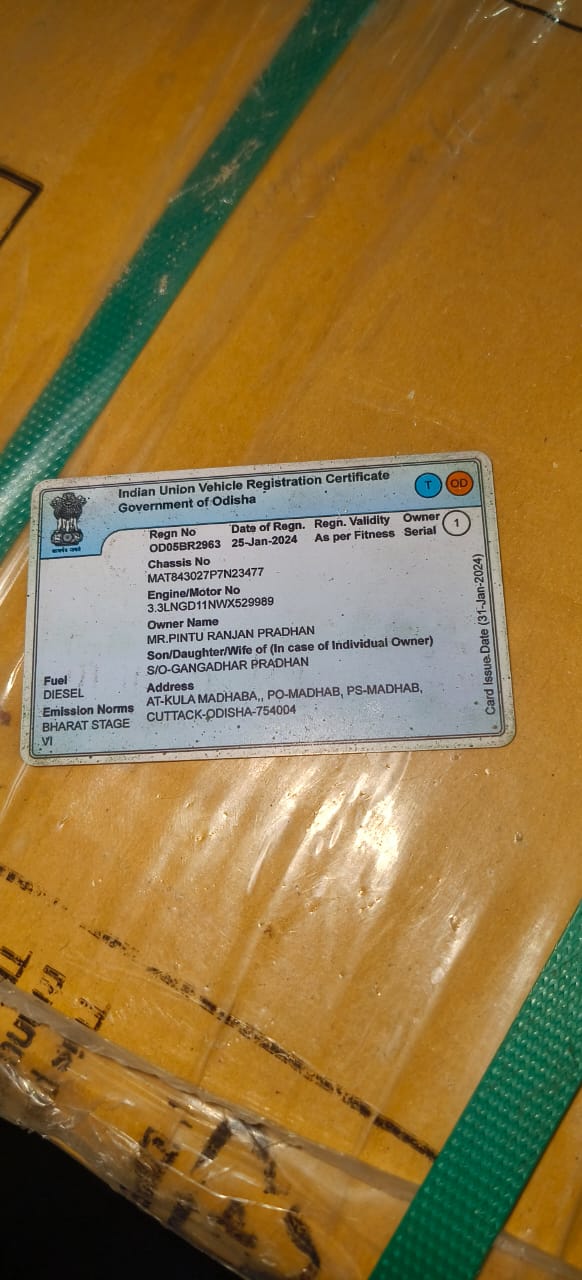 Indian Union Vehicle Registration Certificate
Government of Odisha
T OD
Regn No Date of Regn. Regn. Validity Owner Serial 1
OD05BR2963 25-Jan-2024 As per Fitness
Chassis No
MAT843027P7N23477
Engine/Motor No
3.3LNGD11NWX529989
Owner Name
MR.PINTU RANJAN PRADHAN
Son/Daughter/Wife of (In case of Individual Owner)
S/O-GANGADHAR PRADHAN
Fuel
DIESEL
Emission Norms
BHARAT STAGE
VI
Address
AT-KULA MADHABA,, PO-MADHAB, PS-MADHAB,
CUTTACK-ODISHA-754004
Card Issue Date (31-Jan-2024)
सत्यमेव जयते